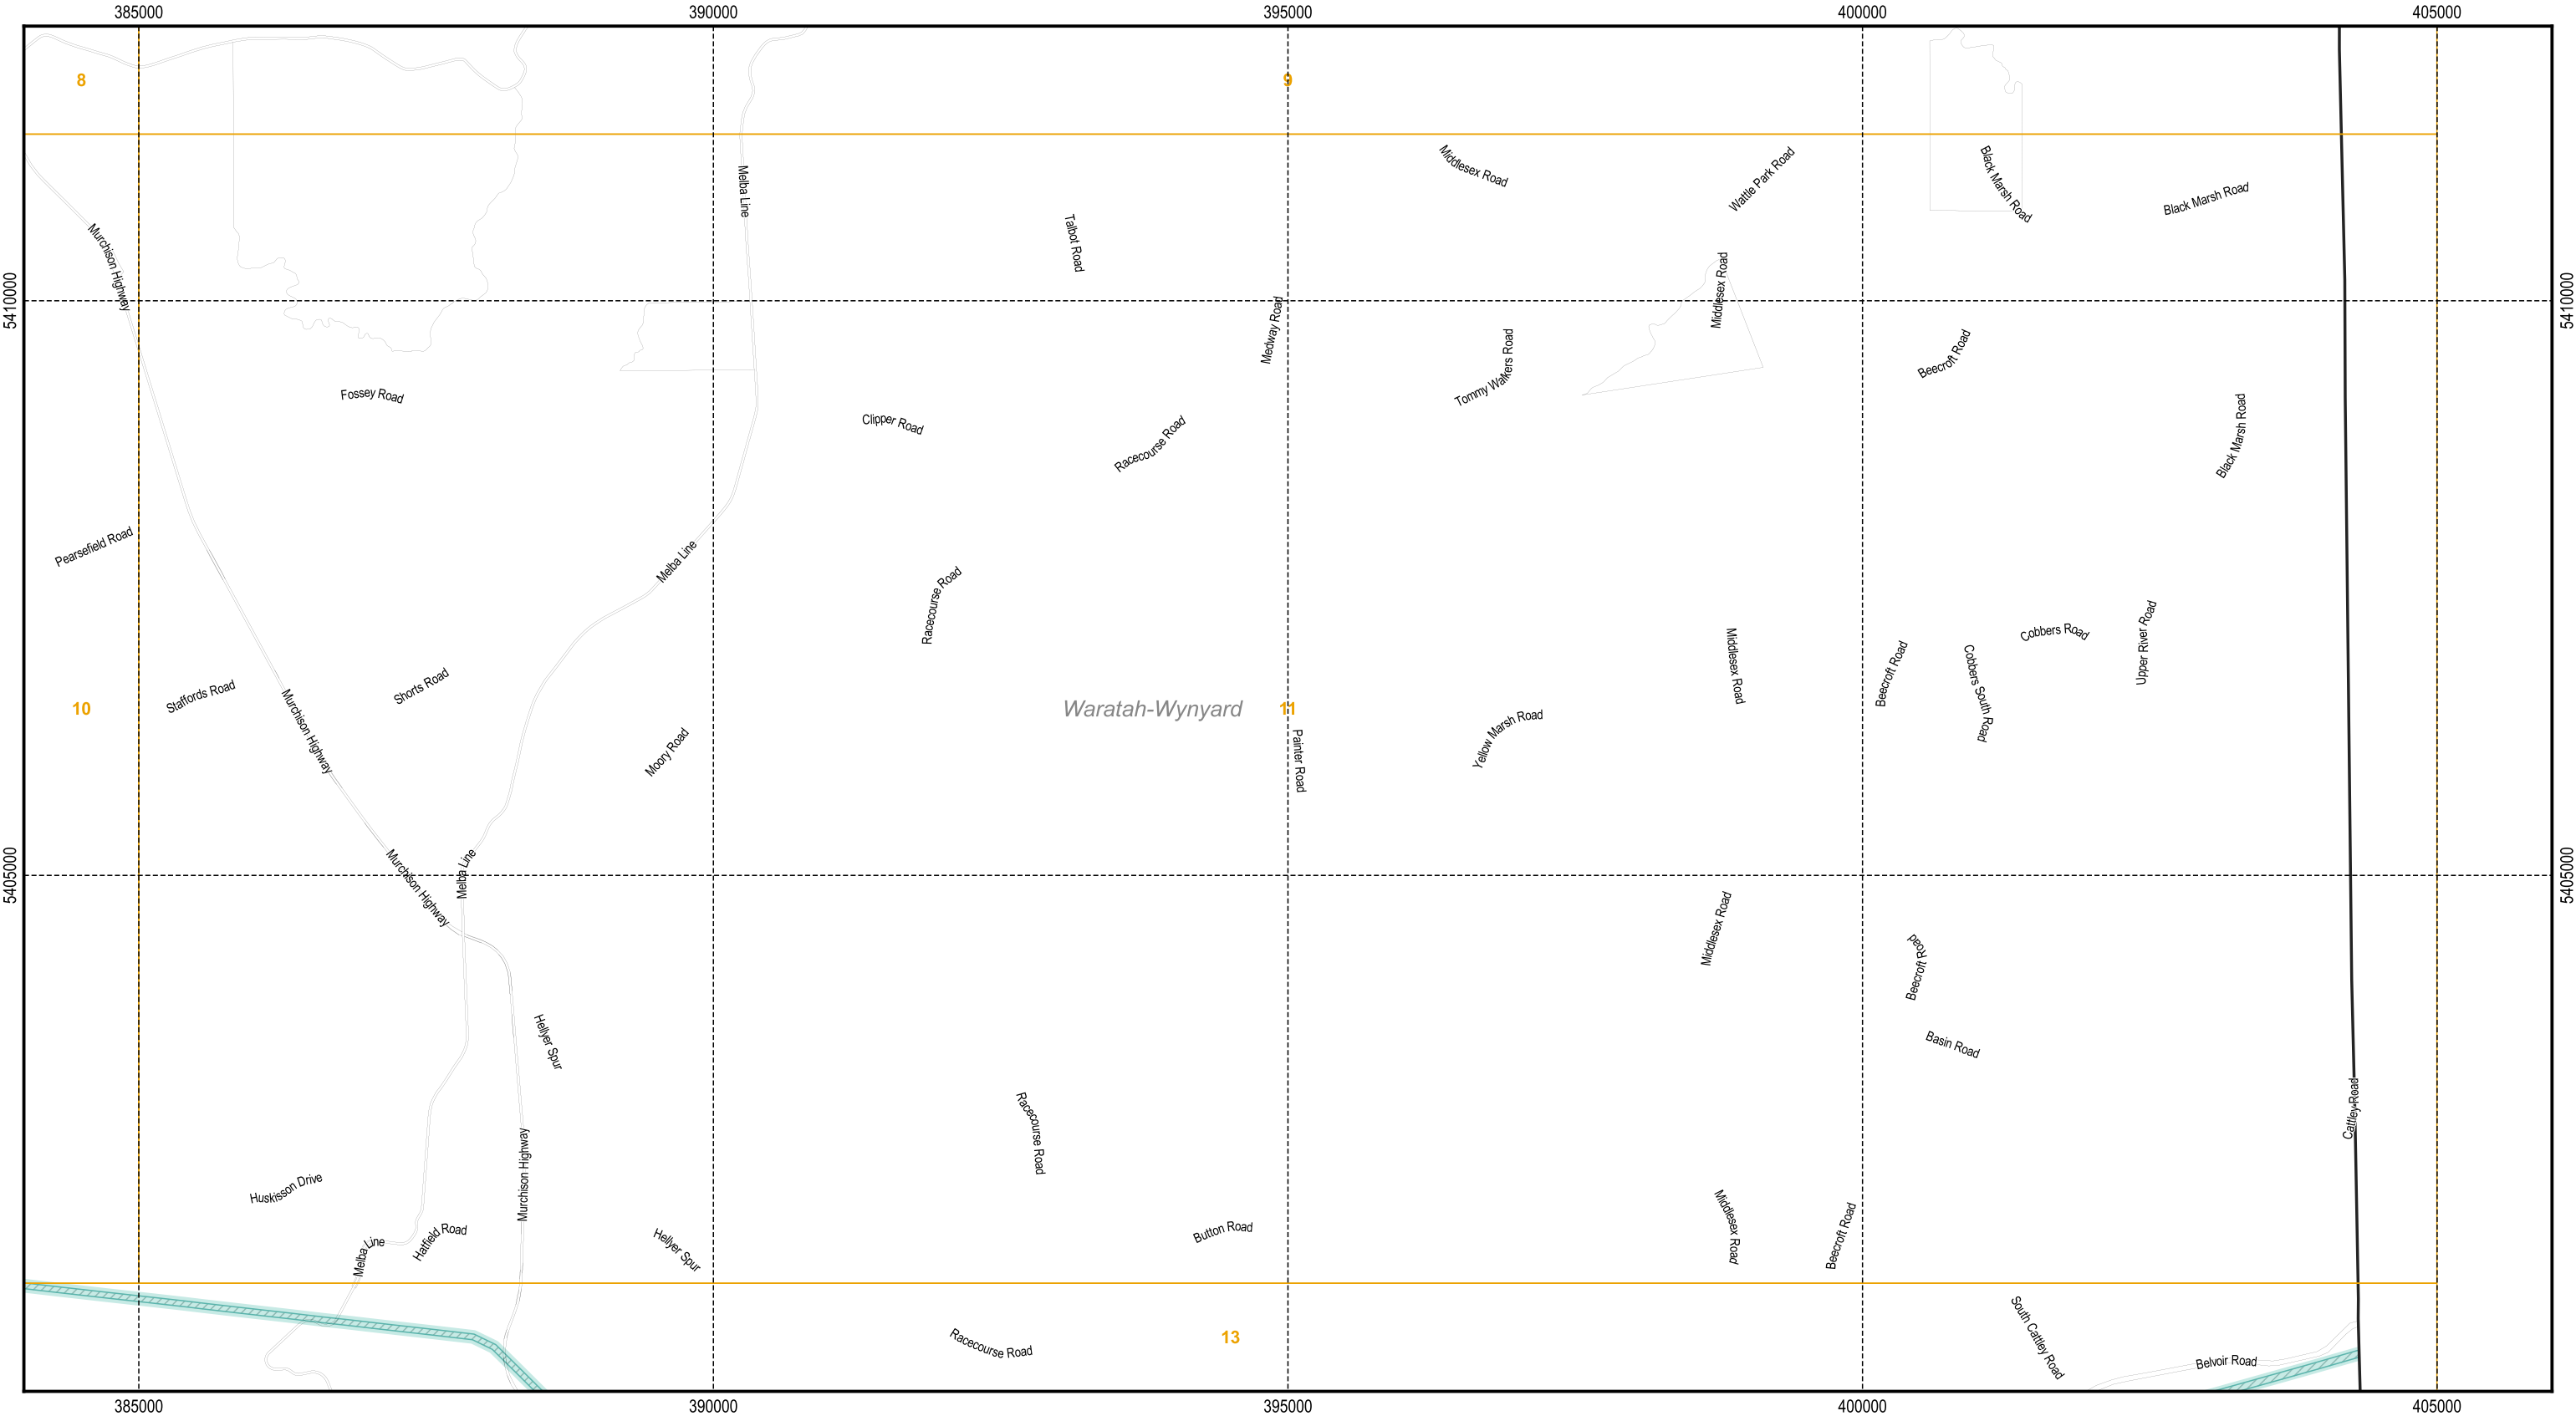 385000
390000
395000
400000
405000
8
9
Middlesex Road
Wattle Park Road
Black Marsh Road
Melba Line
Black Marsh Road
Talbot Road
Murchison Highway
Middlesex Road
5410000
5410000
Medway Road
Tommy Walkers Road
Beecroft Road
Fossey Road
Clipper Road
Racecourse Road
Black Marsh Road
Pearsefield Road
Melba Line
Racecourse Road
Cobbers Road
Upper River Road
Middlesex Road
Beecroft Road
Cobbers South Road
Staffords Road
Shorts Road
Murchison Highway
10
Waratah-Wynyard
11
Yellow Marsh Road
Moory Road
Painter Road
Murchison Highway
Melba Line
5405000
5405000
Middlesex Road
Beecroft Road
Hellyer Spur
Basin Road
Racecourse Road
Cattley Road
Murchison Highway
Huskisson Drive
Middlesex Road
Hatfield Road
Melba Line
Hellyer Spur
Button Road
Beecroft Road
Racecourse Road
13
South Cattley Road
Belvoir Road
385000
390000
395000
400000
405000